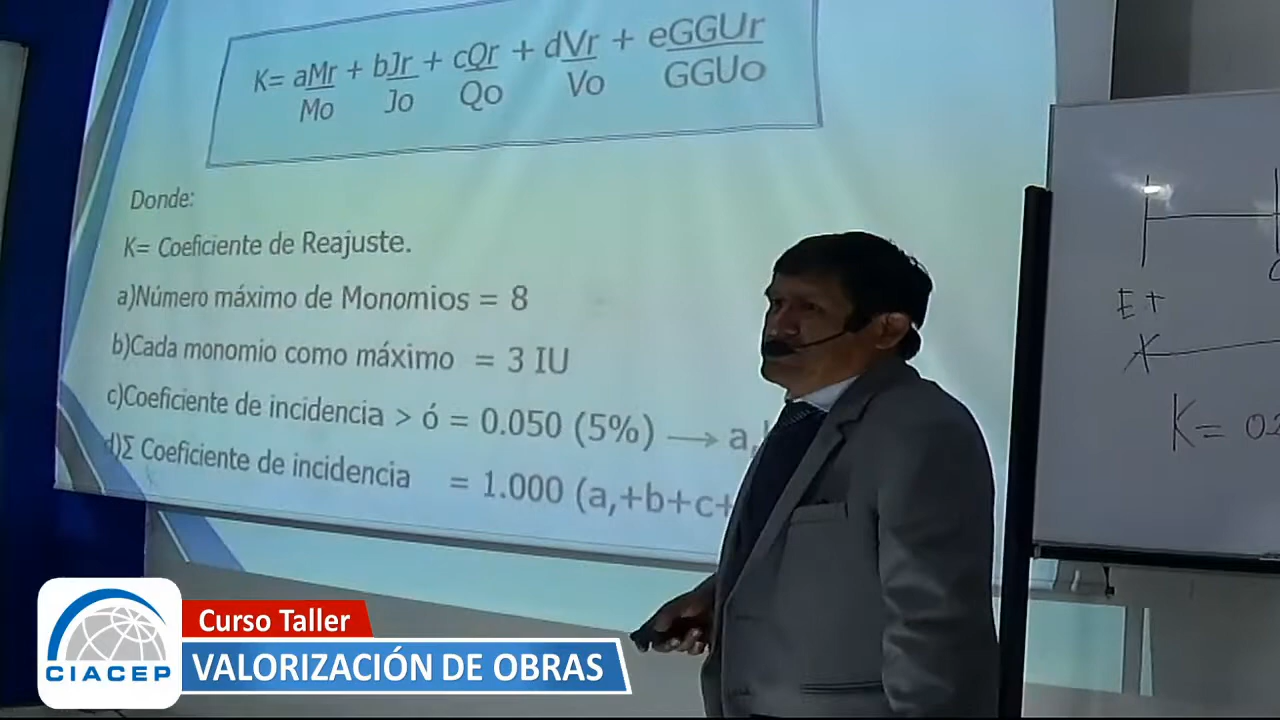 K= aMr + bJr + cQr + dVr + eGGUr
Mo Jo Qo Vo GGUo
Donde:
K= Coeficiente de Reajuste.
a)Número máximo de Monomios = 8
b)Cada monomio como máximo = 3 IU
c)Coeficiente de incidencia > ó = 0.050 (5%) → a,
d)∑ Coeficiente de incidencia = 1.000 (a,+b+c+
E+
K=
CIACEP
Curso Taller
VALORIZACIÓN DE OBRAS